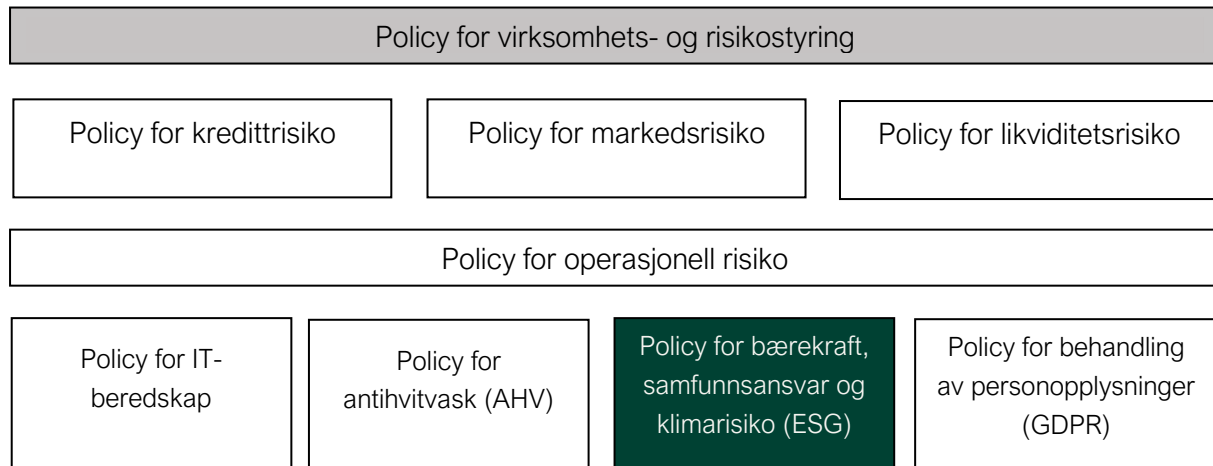 Policy for virksomhets- og risikostyring
Policy for kredittrisiko
Policy for markedsrisiko
Policy for likviditetsrisiko
Policy for operasjonell risiko
Policy for IT-
beredskap
Policy for
antihvitvask (AHV)
Policy for bærekraft,
samfunnsansvar og
klimarisiko (ESG)
Policy for behandling
av personopplysninger
(GDPR)